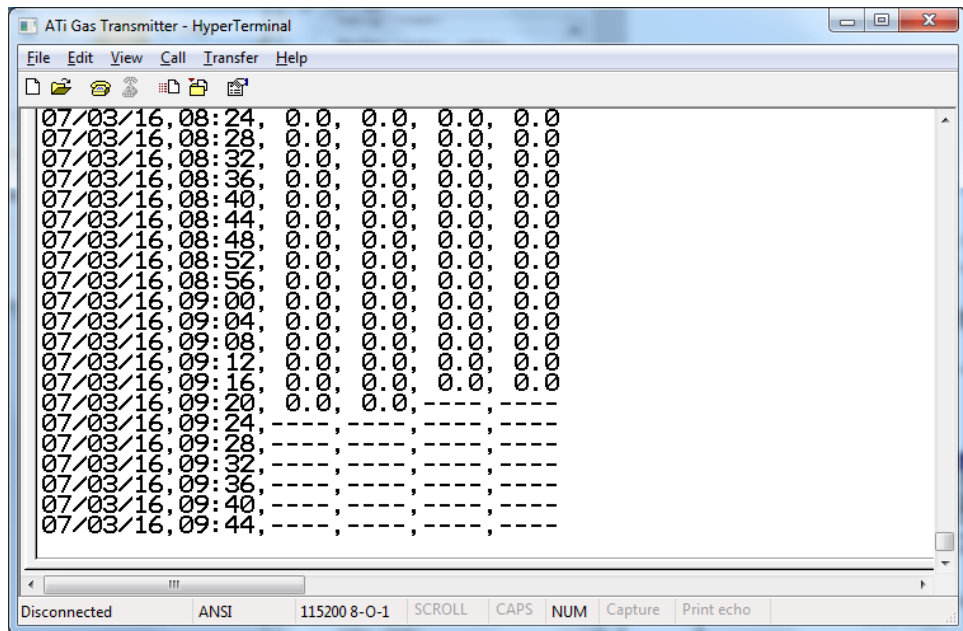 ATi Gas Transmitter - HyperTerminal
File Edit View Call Transfer Help
07/03/16,08:24, 0.0, 0.0, 0.0, 0.0
07/03/16,08:28, 0.0, 0.0, 0.0, 0.0
07/03/16,08:32, 0.0, 0.0, 0.0, 0.0
07/03/16,08:36, 0.0, 0.0, 0.0, 0.0
07/03/16,08:40, 0.0, 0.0, 0.0, 0.0
07/03/16,08:44, 0.0, 0.0, 0.0, 0.0
07/03/16,08:48, 0.0, 0.0, 0.0, 0.0
07/03/16,08:52, 0.0, 0.0, 0.0, 0.0
07/03/16,08:56, 0.0, 0.0, 0.0, 0.0
07/03/16,09:00, 0.0, 0.0, 0.0, 0.0
07/03/16,09:04, 0.0, 0.0, 0.0, 0.0
07/03/16,09:08, 0.0, 0.0, 0.0, 0.0
07/03/16,09:12, 0.0, 0.0, 0.0, 0.0
07/03/16,09:16, 0.0, 0.0, 0.0, 0.0
07/03/16,09:20, 0.0, 0.0,----,----
07/03/16,09:24,----,----,----,----
07/03/16,09:28,----,----,----,----
07/03/16,09:32,----,----,----,----
07/03/16,09:36,----,----,----,----
07/03/16,09:40,----,----,----,----
07/03/16,09:44,----,----,----,----
Disconnected ANSI 115200 8-O-1 SCROLL CAPS NUM Capture Print echo